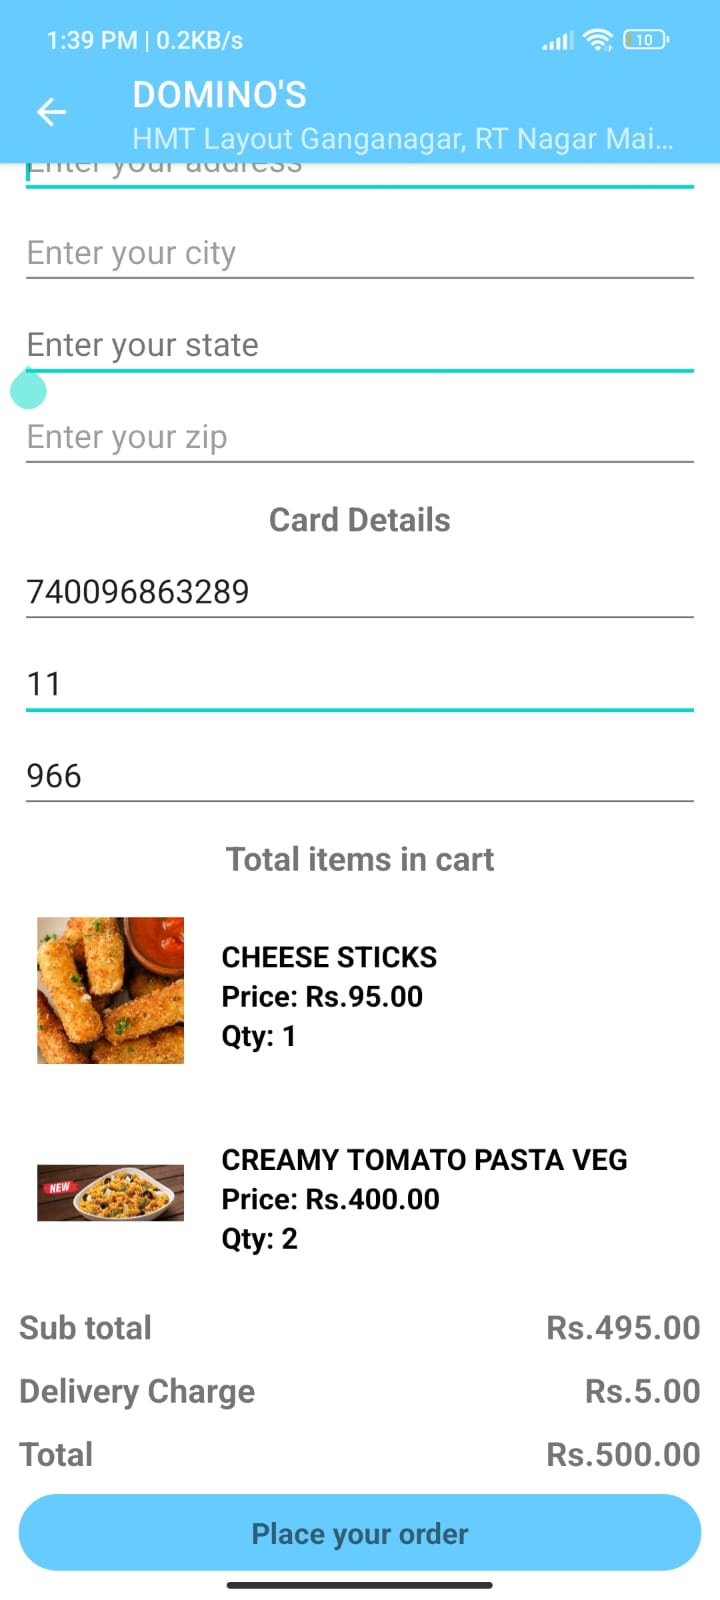 1:39 PM | 0.2KB/s
10
DOMINO'S
HMT Layout Ganganagar, RT Nagar Mai...
Enter your address
Enter your city
Enter your state
Enter your zip
Card Details
740096863289
11
966
Total items in cart
CHEESE STICKS
Price: Rs.95.00
Qty: 1
NEW
CREAMY TOMATO PASTA VEG
Price: Rs.400.00
Qty: 2
Sub total Rs.495.00
Delivery Charge Rs.5.00
Total Rs.500.00
Place your order